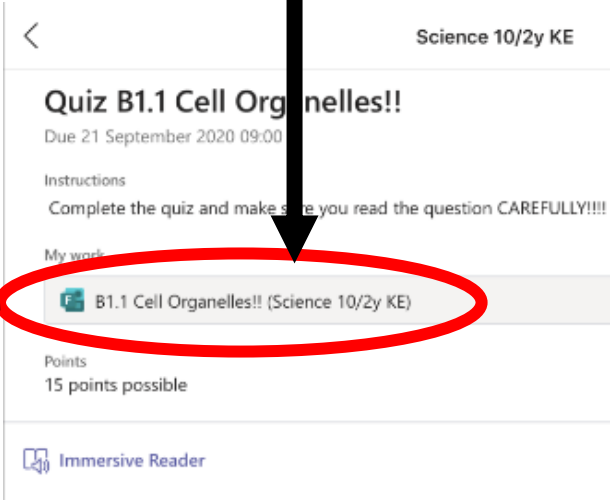 Science 10/2y KE
Quiz B1.1 Cell Organelles!!
Due 21 September 2020 09:00
Instructions
Complete the quiz and make sure you read the question CAREFULLY!!!!
My work
B1.1 Cell Organelles!! (Science 10/2y KE)
Points
15 points possible
Immersive Reader